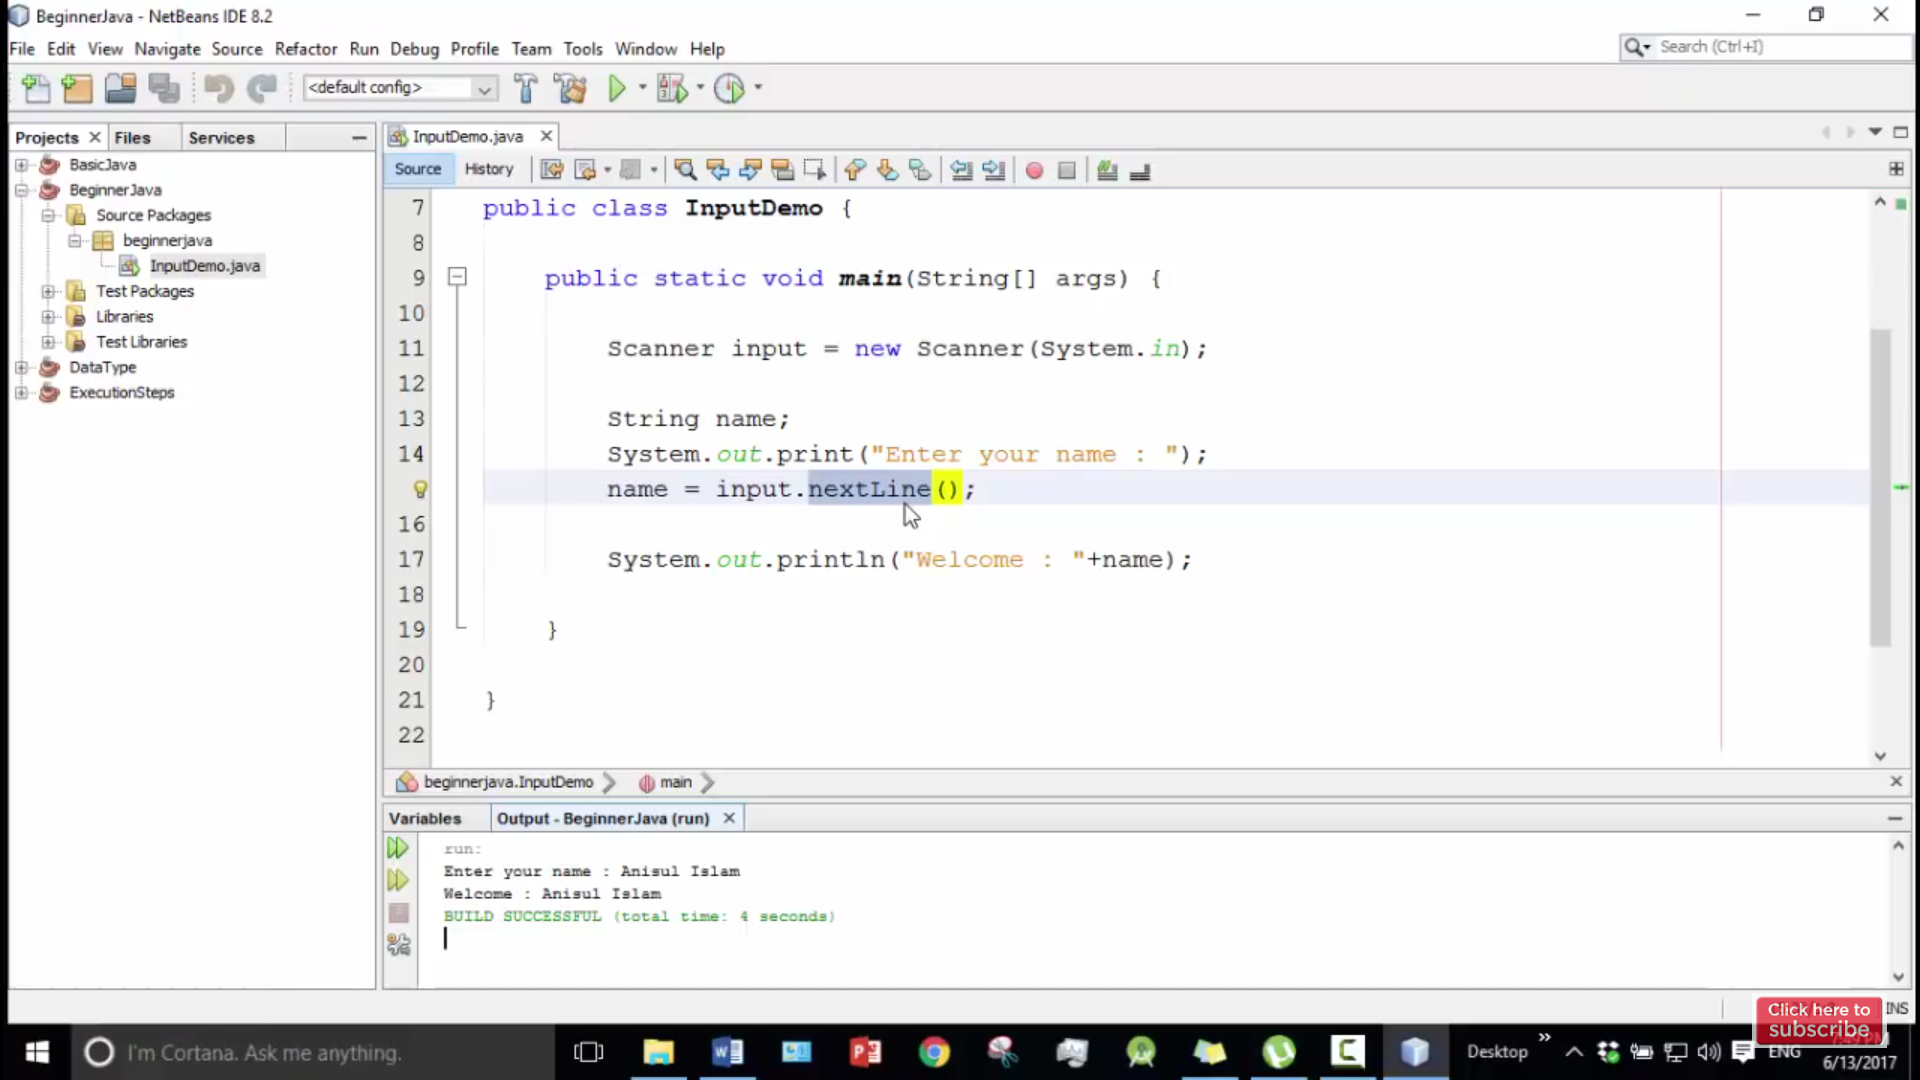 BeginnerJava - NetBeans IDE 8.2
File Edit View Navigate Source Refactor Run Debug Profile Team Tools Window Help
Search (Ctrl+I)
<default config>
Projects Files Services
InputDemo.java
Source History
BasicJava
BeginnerJava
Source Packages
beginnerjava
InputDemo.java
Test Packages
Libraries
Test Libraries
DataType
ExecutionSteps
7 public class InputDemo {
8
9 public static void main(String[] args) {
10
11 Scanner input = new Scanner(System.in);
12
13 String name;
14 System.out.print("Enter your name : ");
name = input.nextLine();
16
17 System.out.println("Welcome : "+name);
18
19 }
20
21 }
22
beginnerjava.InputDemo main
Variables Output - BeginnerJava (run)
run:
Enter your name : Anisul Islam
Welcome : Anisul Islam
BUILD SUCCESSFUL (total time: 4 seconds)
INS
Click here to
subscribe
I'm Cortana. Ask me anything.
Desktop
ENG
6/13/2017